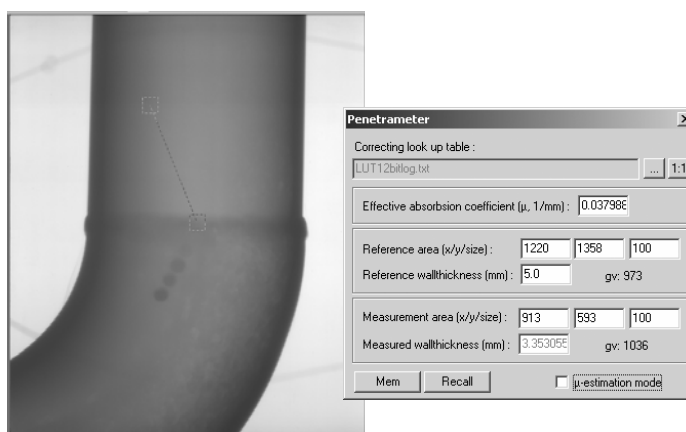 Penetrameter
Correcting look up table :
LUT12bitlog.txt ... 1:1
Effective absorbsion coefficient (µ, 1/mm) : 0.037988
Reference area (x/y/size) : 1220 1358 100
Reference wallthickness (mm) : 5.0 gv: 973
Measurement area (x/y/size) : 913 593 100
Measured wallthickness (mm) : 3.353055 gv: 1036
Mem Recall µ-estimation mode